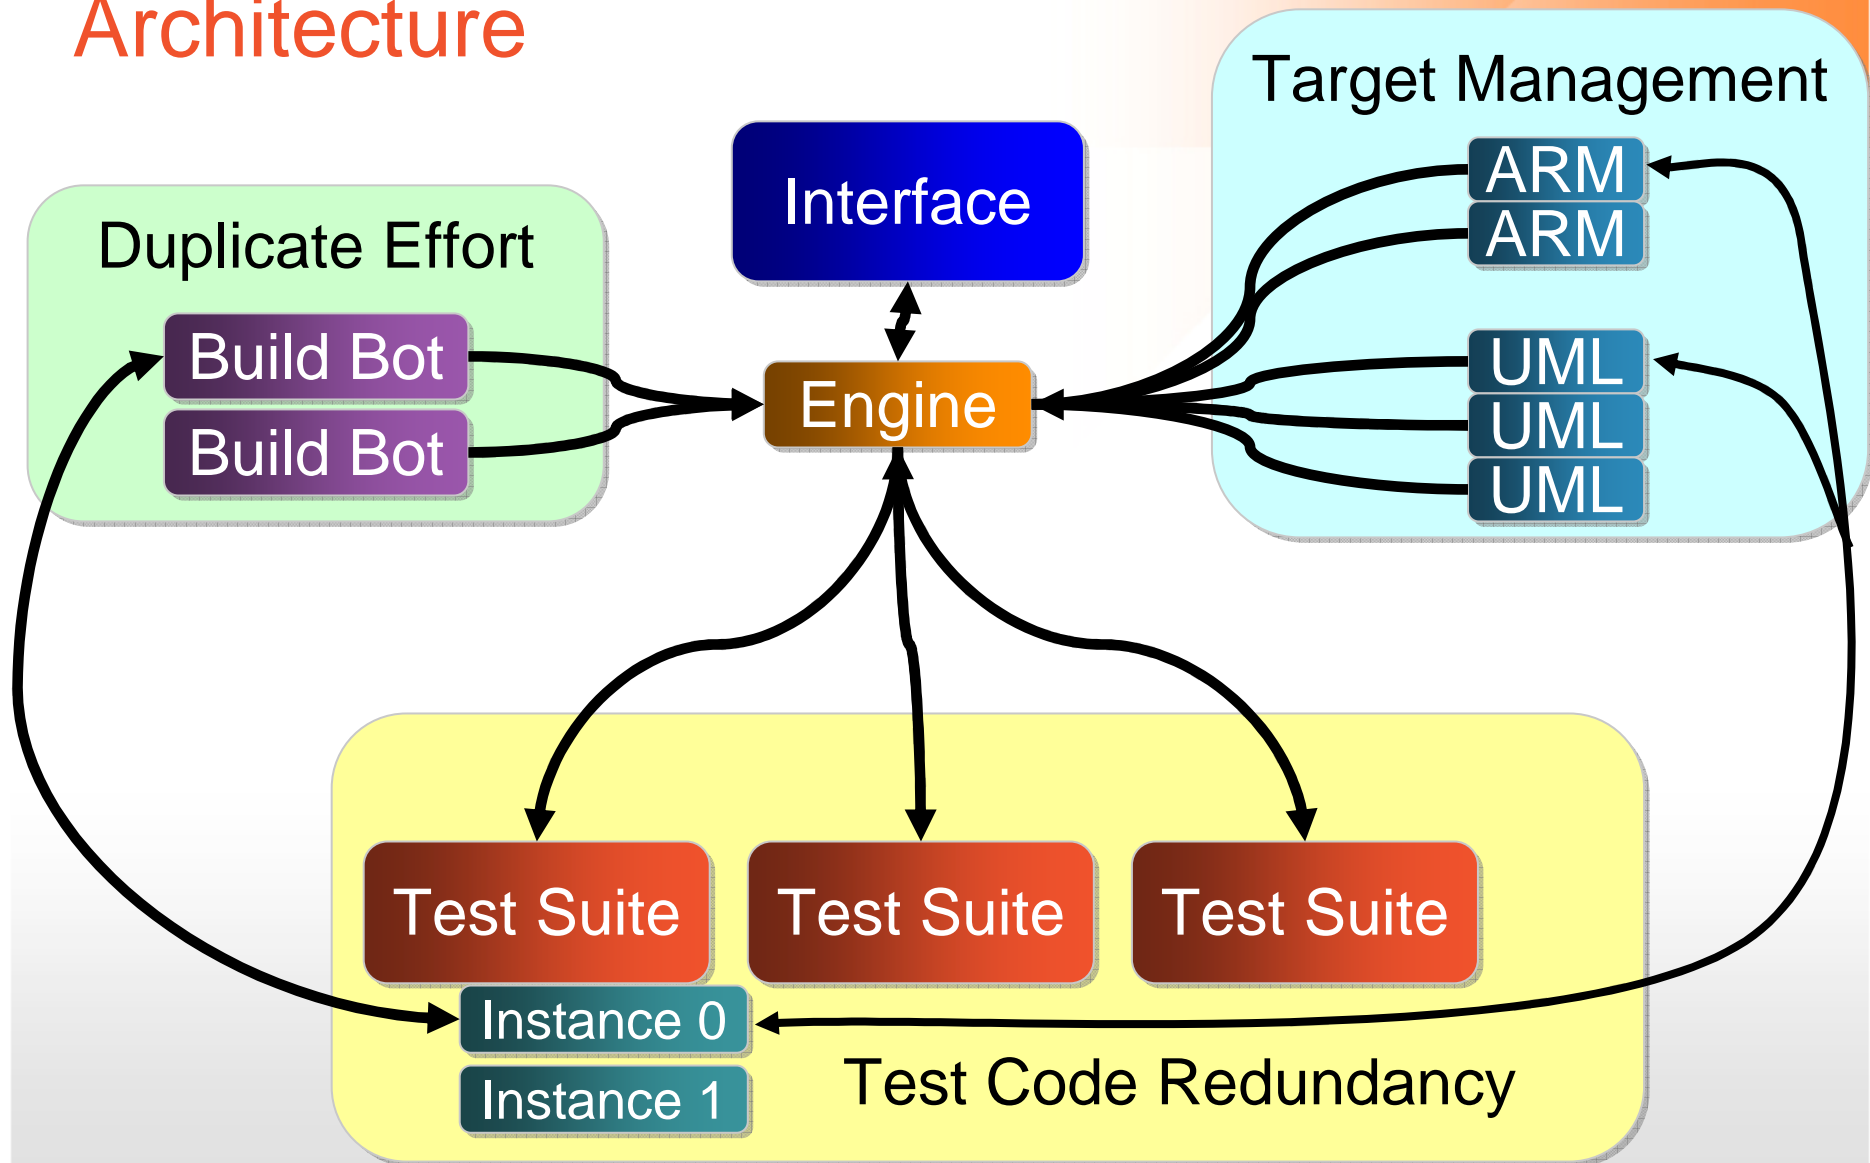 Architecture
Target Management
ARM
ARM
UML
UML
UML
Interface
Engine
Duplicate Effort
Build Bot
Build Bot
Test Suite
Test Suite
Test Suite
Instance 0
Instance 1
Test Code Redundancy